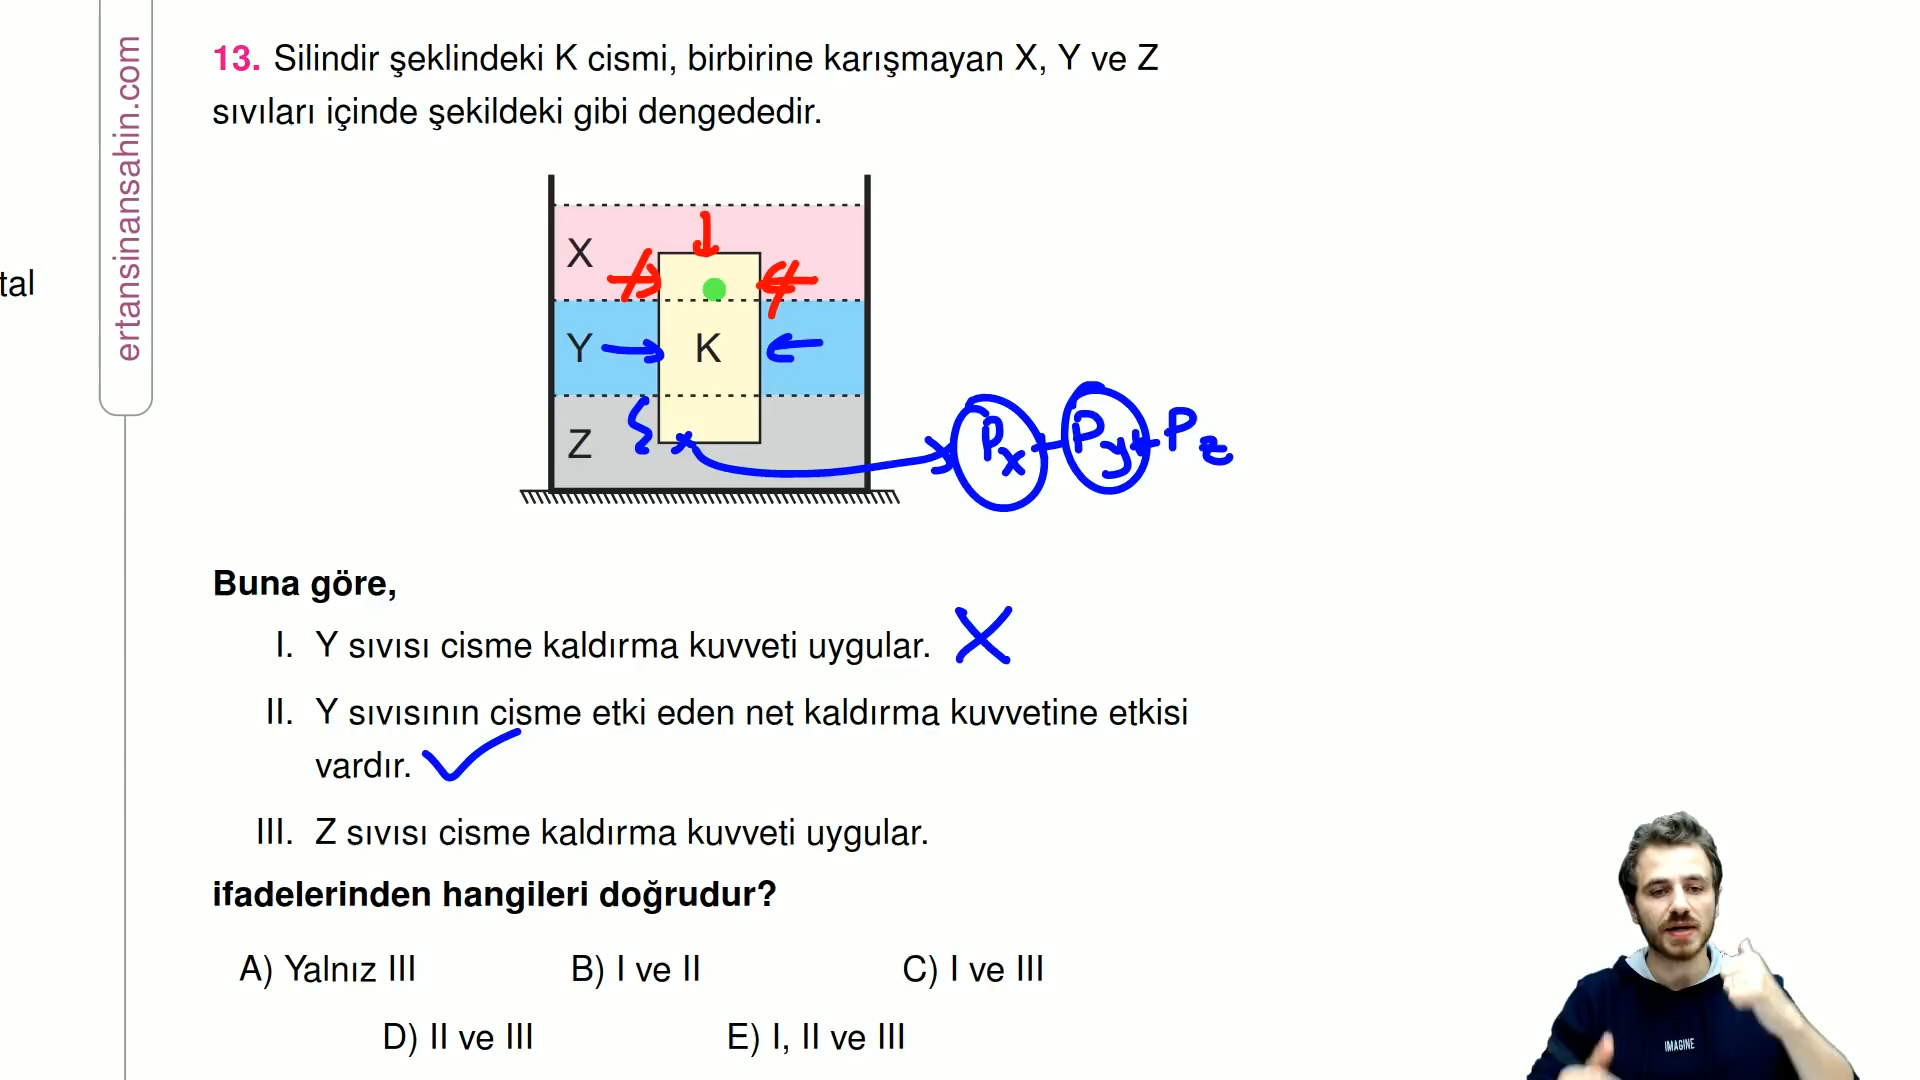 ertansinansahin.com
tal
13. Silindir şeklindeki K cismi, birbirine karışmayan X, Y ve Z
sıvıları içinde şekildeki gibi dengededir.
X
Y
K
Z
Px + Py + Pz
Buna göre,
I. Y sıvısı cisme kaldırma kuvveti uygular.
II. Y sıvısının cisme etki eden net kaldırma kuvvetine etkisi
vardır.
III. Z sıvısı cisme kaldırma kuvveti uygular.
ifadelerinden hangileri doğrudur?
A) Yalnız III B) I ve II C) I ve III
D) II ve III E) I, II ve III
IMAGINE